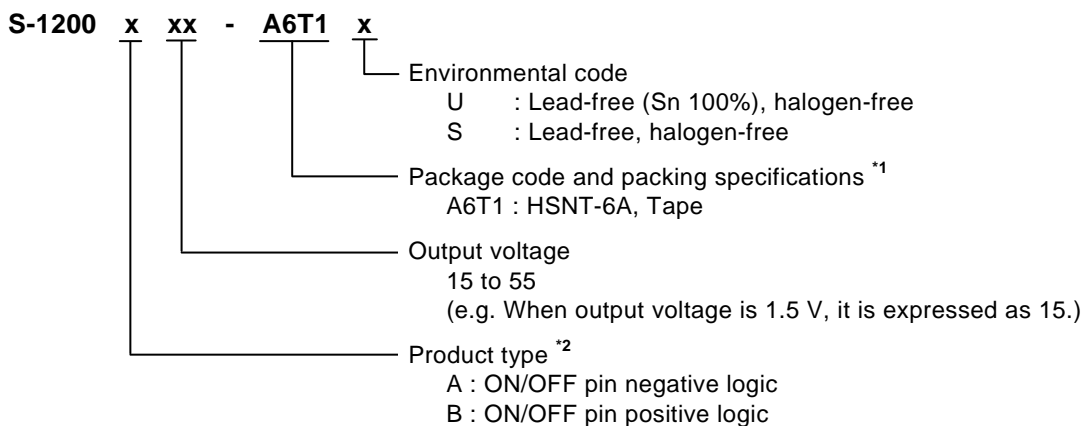 S-1200 x xx - A6T1 x
Environmental code
U : Lead-free (Sn 100%), halogen-free
S : Lead-free, halogen-free
Package code and packing specifications *1
A6T1 : HSNT-6A, Tape
Output voltage
15 to 55
(e.g. When output voltage is 1.5 V, it is expressed as 15.)
Product type *2
A : ON/OFF pin negative logic
B : ON/OFF pin positive logic